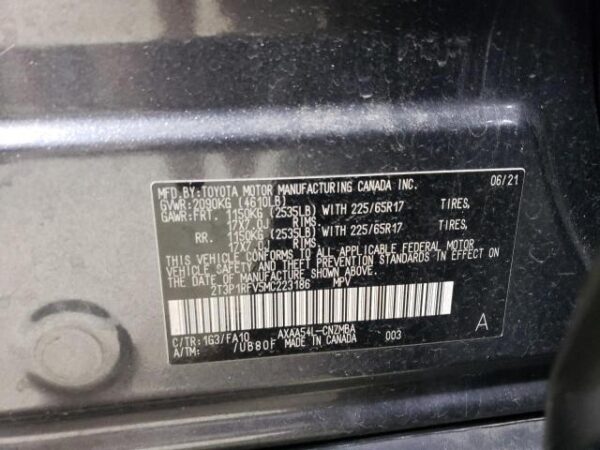 MFD.BY:TOYOTA MOTOR MANUFACTURING CANADA INC. 06/21
GVWR:2090KG (4610LB)
GAWR:FRT. 1150KG (2535LB) WITH 225/65R17 TIRES,
17X7.0J RIMS,
RR. 1150KG (2535LB) WITH 225/65R17 TIRES,
17X7.0J RIMS.
THIS VEHICLE CONFORMS TO ALL APPLICABLE FEDERAL MOTOR
VEHICLE SAFETY AND THEFT PREVENTION STANDARDS IN EFFECT ON
THE DATE OF MANUFACTURE SHOWN ABOVE.
2T3P1RFV5MC223186 MPV
C/TR:1G3/FA10 AXAA54L-CNZMBA A
A/TM: /UB80F MADE IN CANADA 003